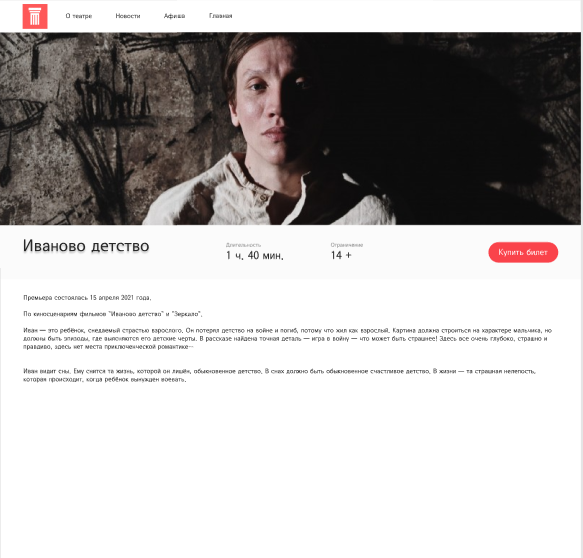 О театре Новости Афиша Главная
Иваново детство
Длительность
1 ч. 40 мин.
Ограничение
14 +
Купить билет
Премьера состоялась 15 апреля 2021 года.
По киносценариям фильмов "Иваново детство" и "Зеркало".
Иван — это ребёнок, снедаемый страстью взрослого. Он потерял детство на войне и погиб, потому что жил как взрослый. Картина должна строиться на характере мальчика, но
должны быть эпизоды, где выясняются его детские черты. В рассказе найдена точная деталь — игра в войну — что может быть страшнее! Здесь все очень глубоко, страшно и
правдиво, здесь нет места приключенческой романтике…
Иван видит сны. Ему снится та жизнь, которой он лишён, обыкновенное детство. В снах должно быть обыкновенное счастливое детство. В жизни — та страшная нелепость,
которая происходит, когда ребёнок вынужден воевать.